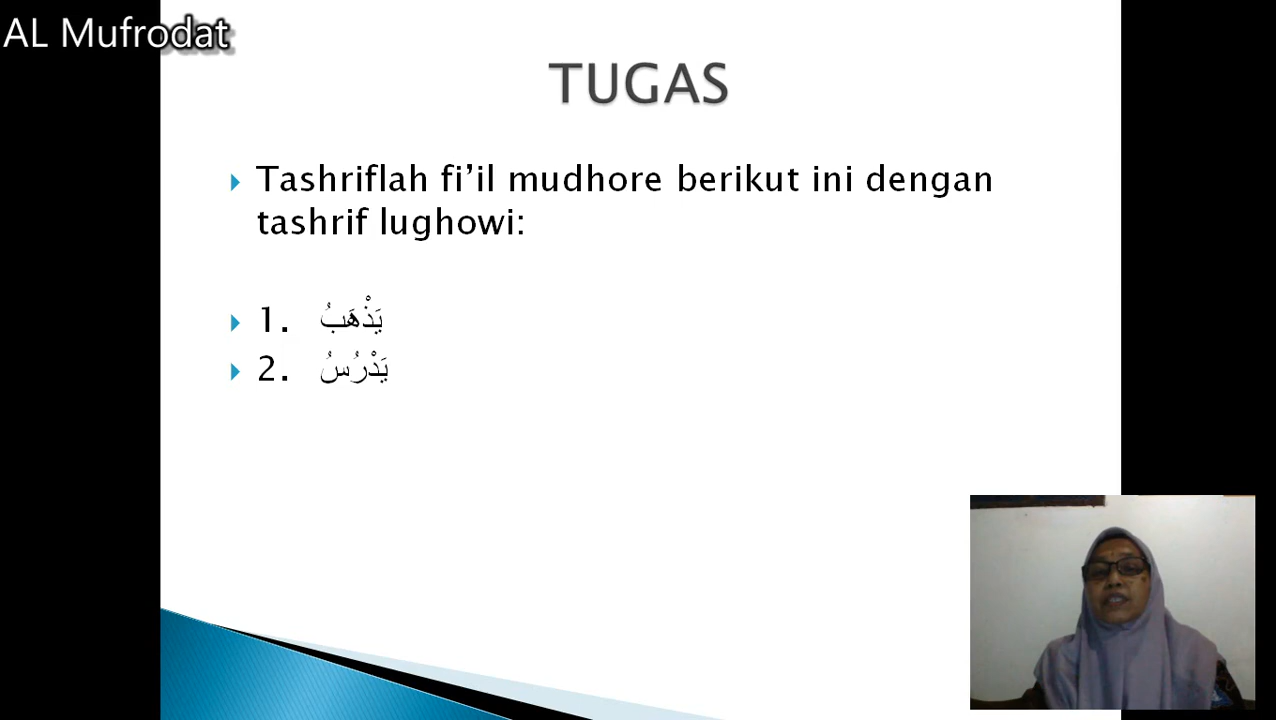 AL Mufrodat
TUGAS
Tashriflah fi’il mudhore berikut ini dengan
tashrif lughowi:
1. يَذْهَبُ
2. يَدْرُسُ